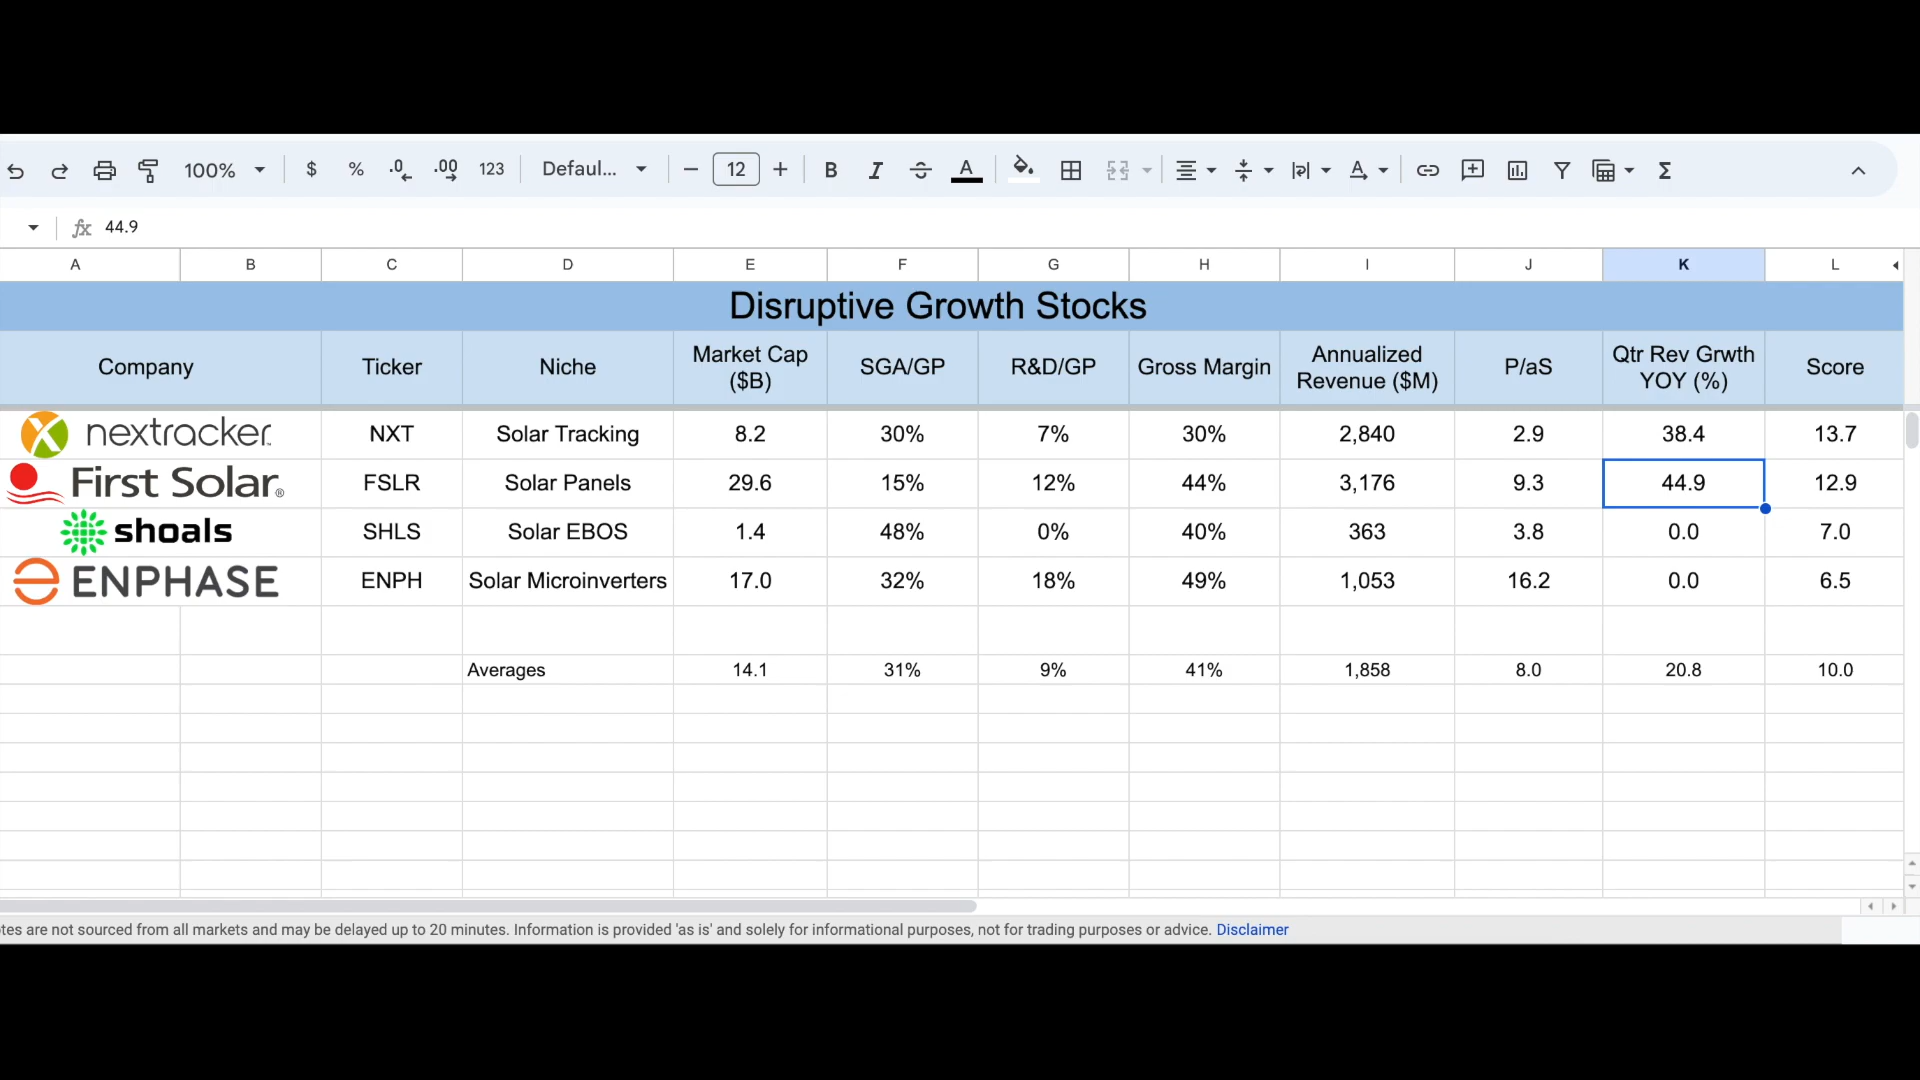 100% $ % .0 .00 123 Defaul... 12 B I A A Σ
fx 44.9
A B C D E F G H I J K L
Disruptive Growth Stocks
Company Ticker Niche Market Cap ($B) SGA/GP R&D/GP Gross Margin Annualized Revenue ($M) P/aS Qtr Rev Grwth YOY (%) Score
nextracker NXT Solar Tracking 8.2 30% 7% 30% 2,840 2.9 38.4 13.7
First Solar® FSLR Solar Panels 29.6 15% 12% 44% 3,176 9.3 44.9 12.9
shoals SHLS Solar EBOS 1.4 48% 0% 40% 363 3.8 0.0 7.0
ENPHASE ENPH Solar Microinverters 17.0 32% 18% 49% 1,053 16.2 0.0 6.5
Averages 14.1 31% 9% 41% 1,858 8.0 20.8 10.0
tes are not sourced from all markets and may be delayed up to 20 minutes. Information is provided 'as is' and solely for informational purposes, not for trading purposes or advice. Disclaimer